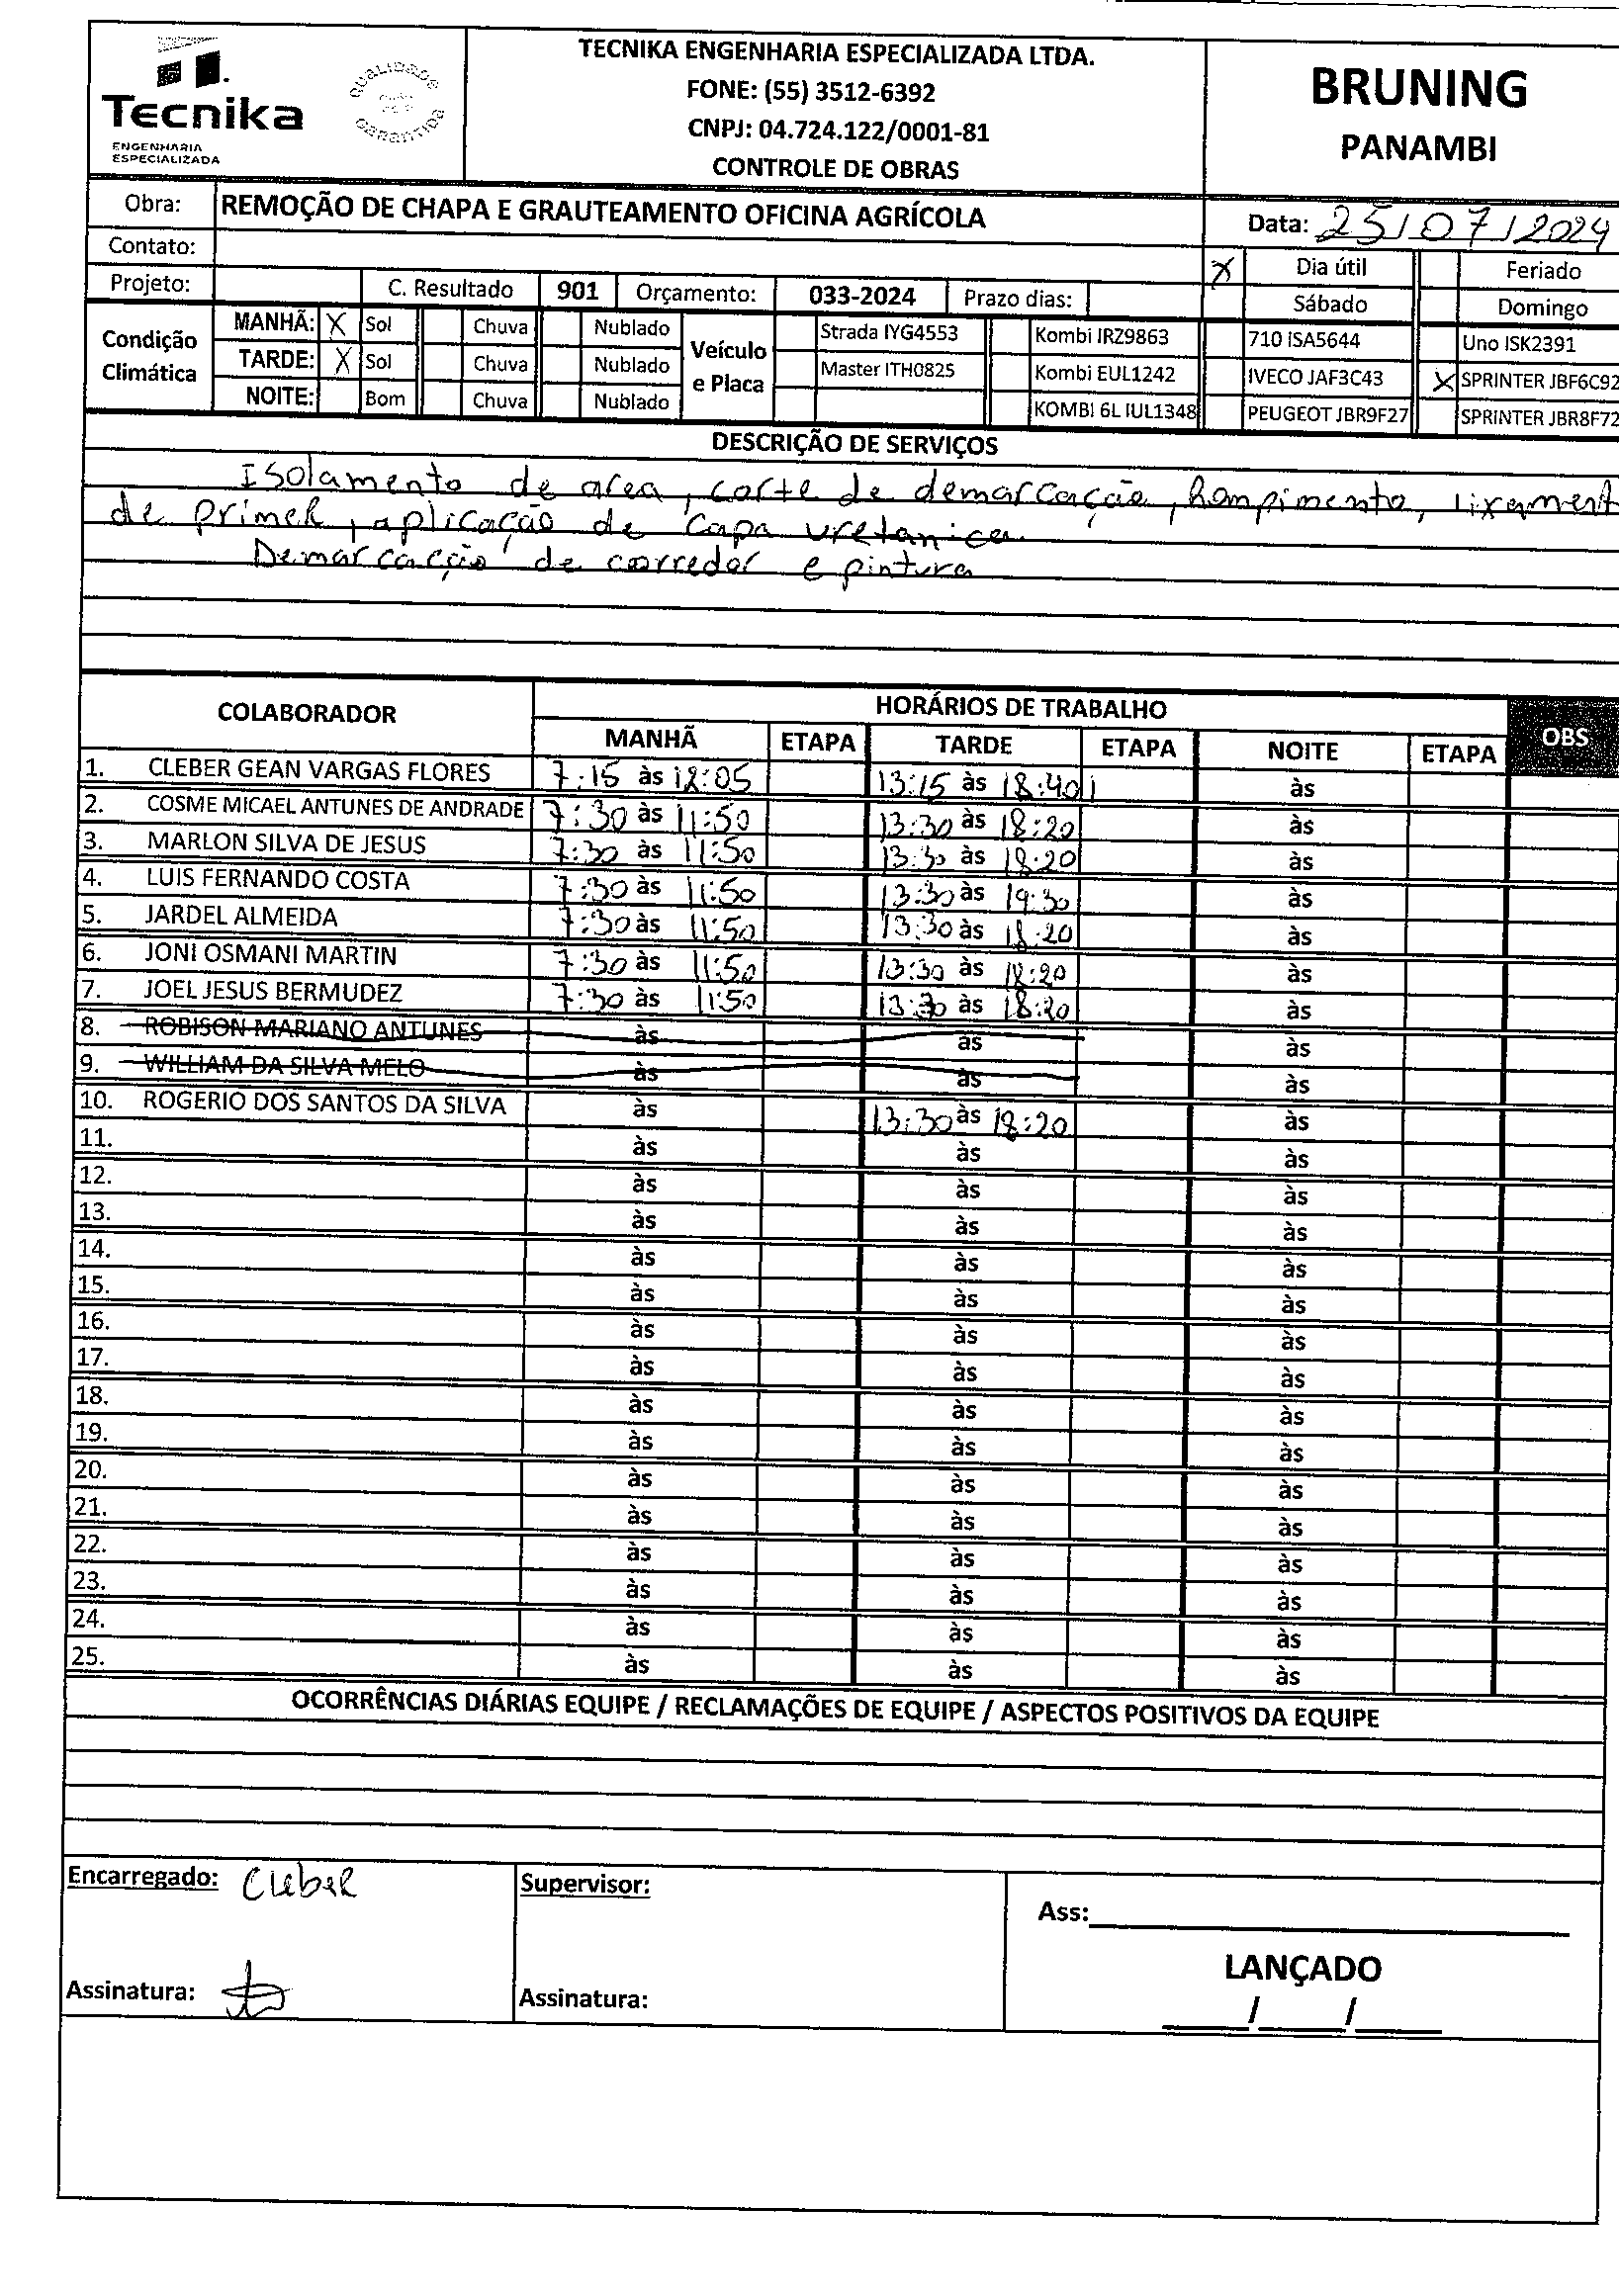 TECNIKA ENGENHARIA ESPECIALIZADA LTDA.
FONE: (55) 3512-6392
CNPJ: 04.724.122/0001-81
CONTROLE DE OBRAS
Tecnika
ENGENHARIA
ESPECIALIZADA
QUALIDADE
GARANTIDA
BRUNING
PANAMBI
Obra: REMOÇÃO DE CHAPA E GRAUTEAMENTO OFICINA AGRÍCOLA
Data: 25/07/2024
Contato:
X Dia útil Feriado
Projeto: C. Resultado 901 Orçamento: 033-2024 Prazo dias:
Sábado Domingo
Condição Climática
MANHÃ: X Sol Chuva Nublado
TARDE: X Sol Chuva Nublado
NOITE: Bom Chuva Nublado
Veículo e Placa
Strada IYG4553 Kombi IRZ9863 710 ISA5644 Uno ISK2391
Master ITH0825 Kombi EUL1242 IVECO JAF3C43 X SPRINTER JBF6C92
KOMBI 6L IUL1348 PEUGEOT JBR9F27 SPRINTER JBR8F72
DESCRIÇÃO DE SERVIÇOS
Isolamento de area, corte de demarcação, Rompimento, lixament
de primer, aplicação de capa uretanica
Demarcação de corredor e pintura
COLABORADOR HORÁRIOS DE TRABALHO OBS
MANHÃ ETAPA TARDE ETAPA NOITE ETAPA
1. CLEBER GEAN VARGAS FLORES 7:15 às 12:05 13:15 às 18:40 às
2. COSME MICAEL ANTUNES DE ANDRADE 7:30 às 11:50 13:30 às 18:20 às
3. MARLON SILVA DE JESUS 7:30 às 11:50 13:30 às 18:20 às
4. LUIS FERNANDO COSTA 7:30 às 11:50 13:30 às 19:30 às
5. JARDEL ALMEIDA 7:30 às 11:50 13:30 às 18:20 às
6. JONI OSMANI MARTIN 7:30 às 11:50 13:30 às 18:20 às
7. JOEL JESUS BERMUDEZ 7:30 às 11:50 13:30 às 18:20 às
8. ROBISON MARIANO ANTUNES às às às
9. WILLIAM DA SILVA MELO às às às
10. ROGERIO DOS SANTOS DA SILVA às 13:30 às 18:20 às
11. às às às
12. às às às
13. às às às
14. às às às
15. às às às
16. às às às
17. às às às
18. às às às
19. às às às
20. às às às
21. às às às
22. às às às
23. às às às
24. às às às
25. às às às
OCORRÊNCIAS DIÁRIAS EQUIPE / RECLAMAÇÕES DE EQUIPE / ASPECTOS POSITIVOS DA EQUIPE
Encarregado: Cleber
Supervisor:
Ass:
LANÇADO
Assinatura:
Assinatura:
___/___/___